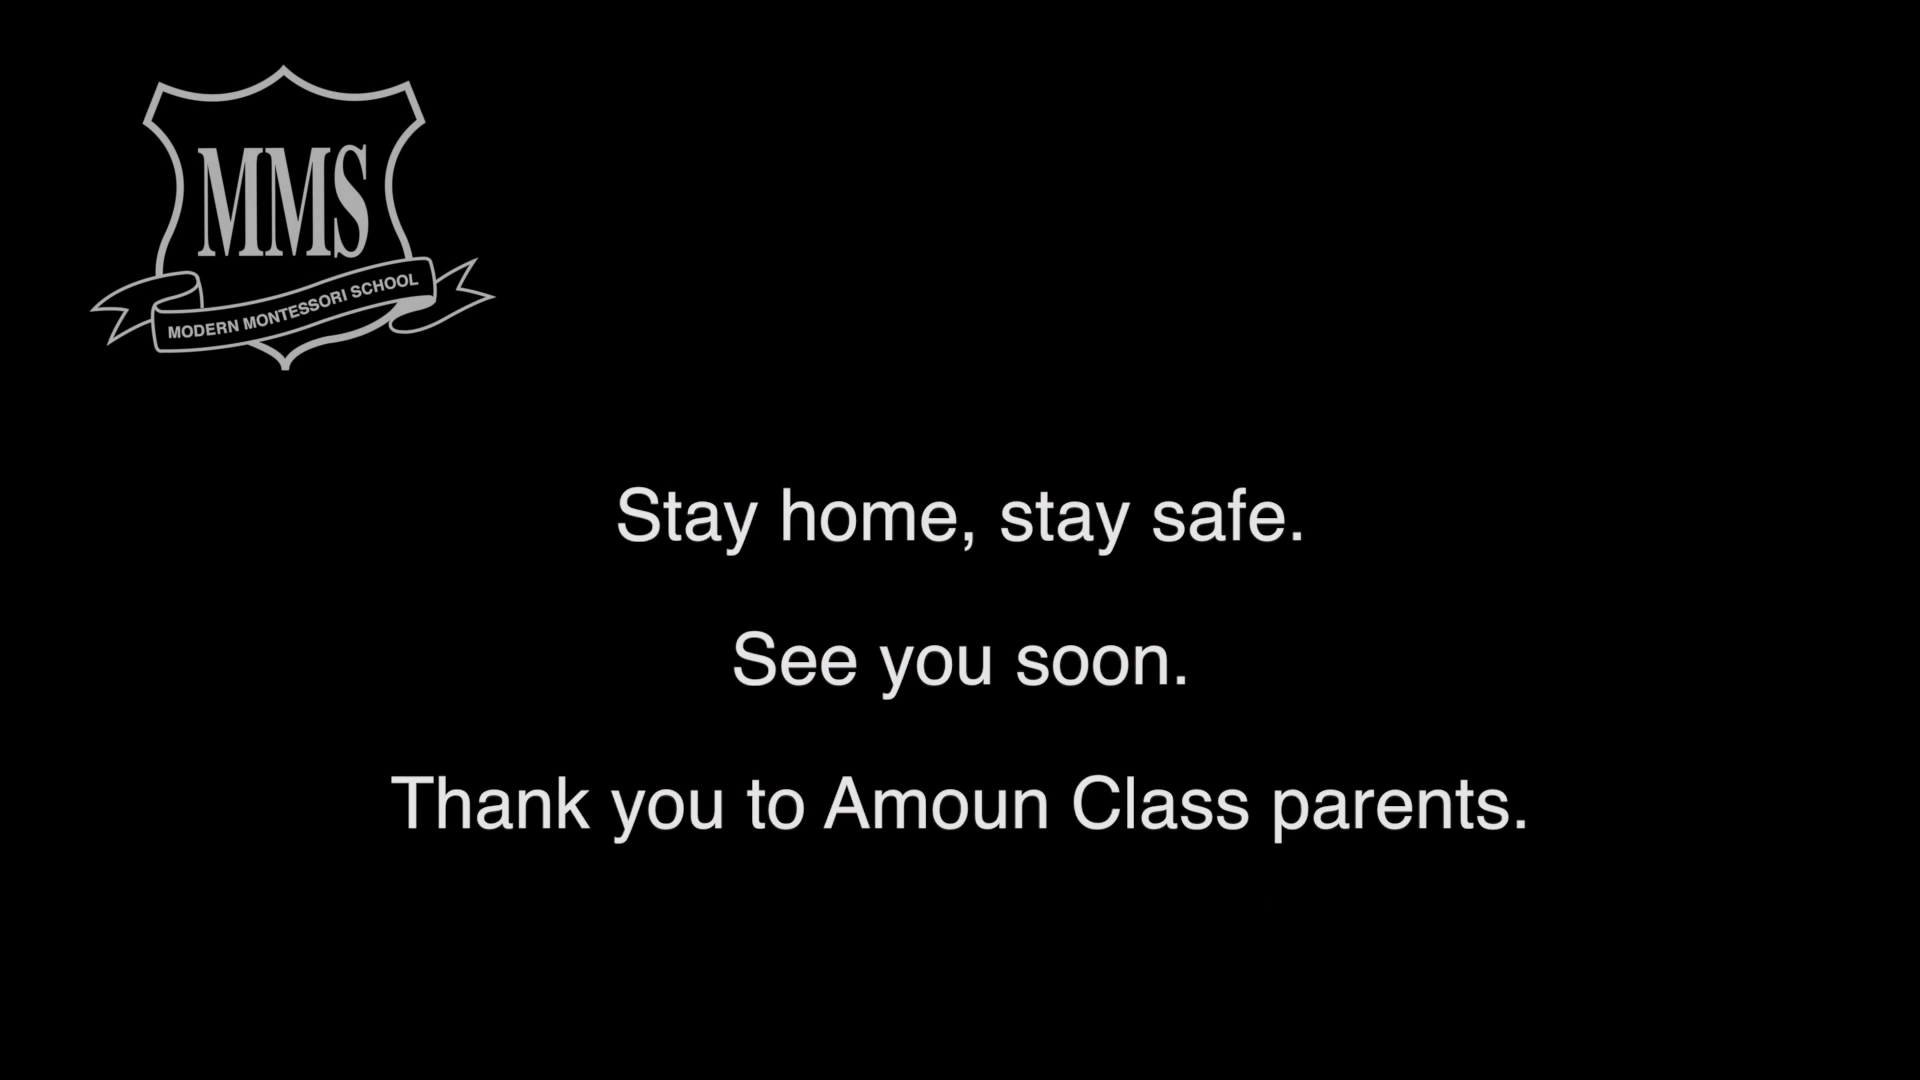 MMS
MODERN MONTESSORI SCHOOL
Stay home, stay safe.
See you soon.
Thank you to Amoun Class parents.